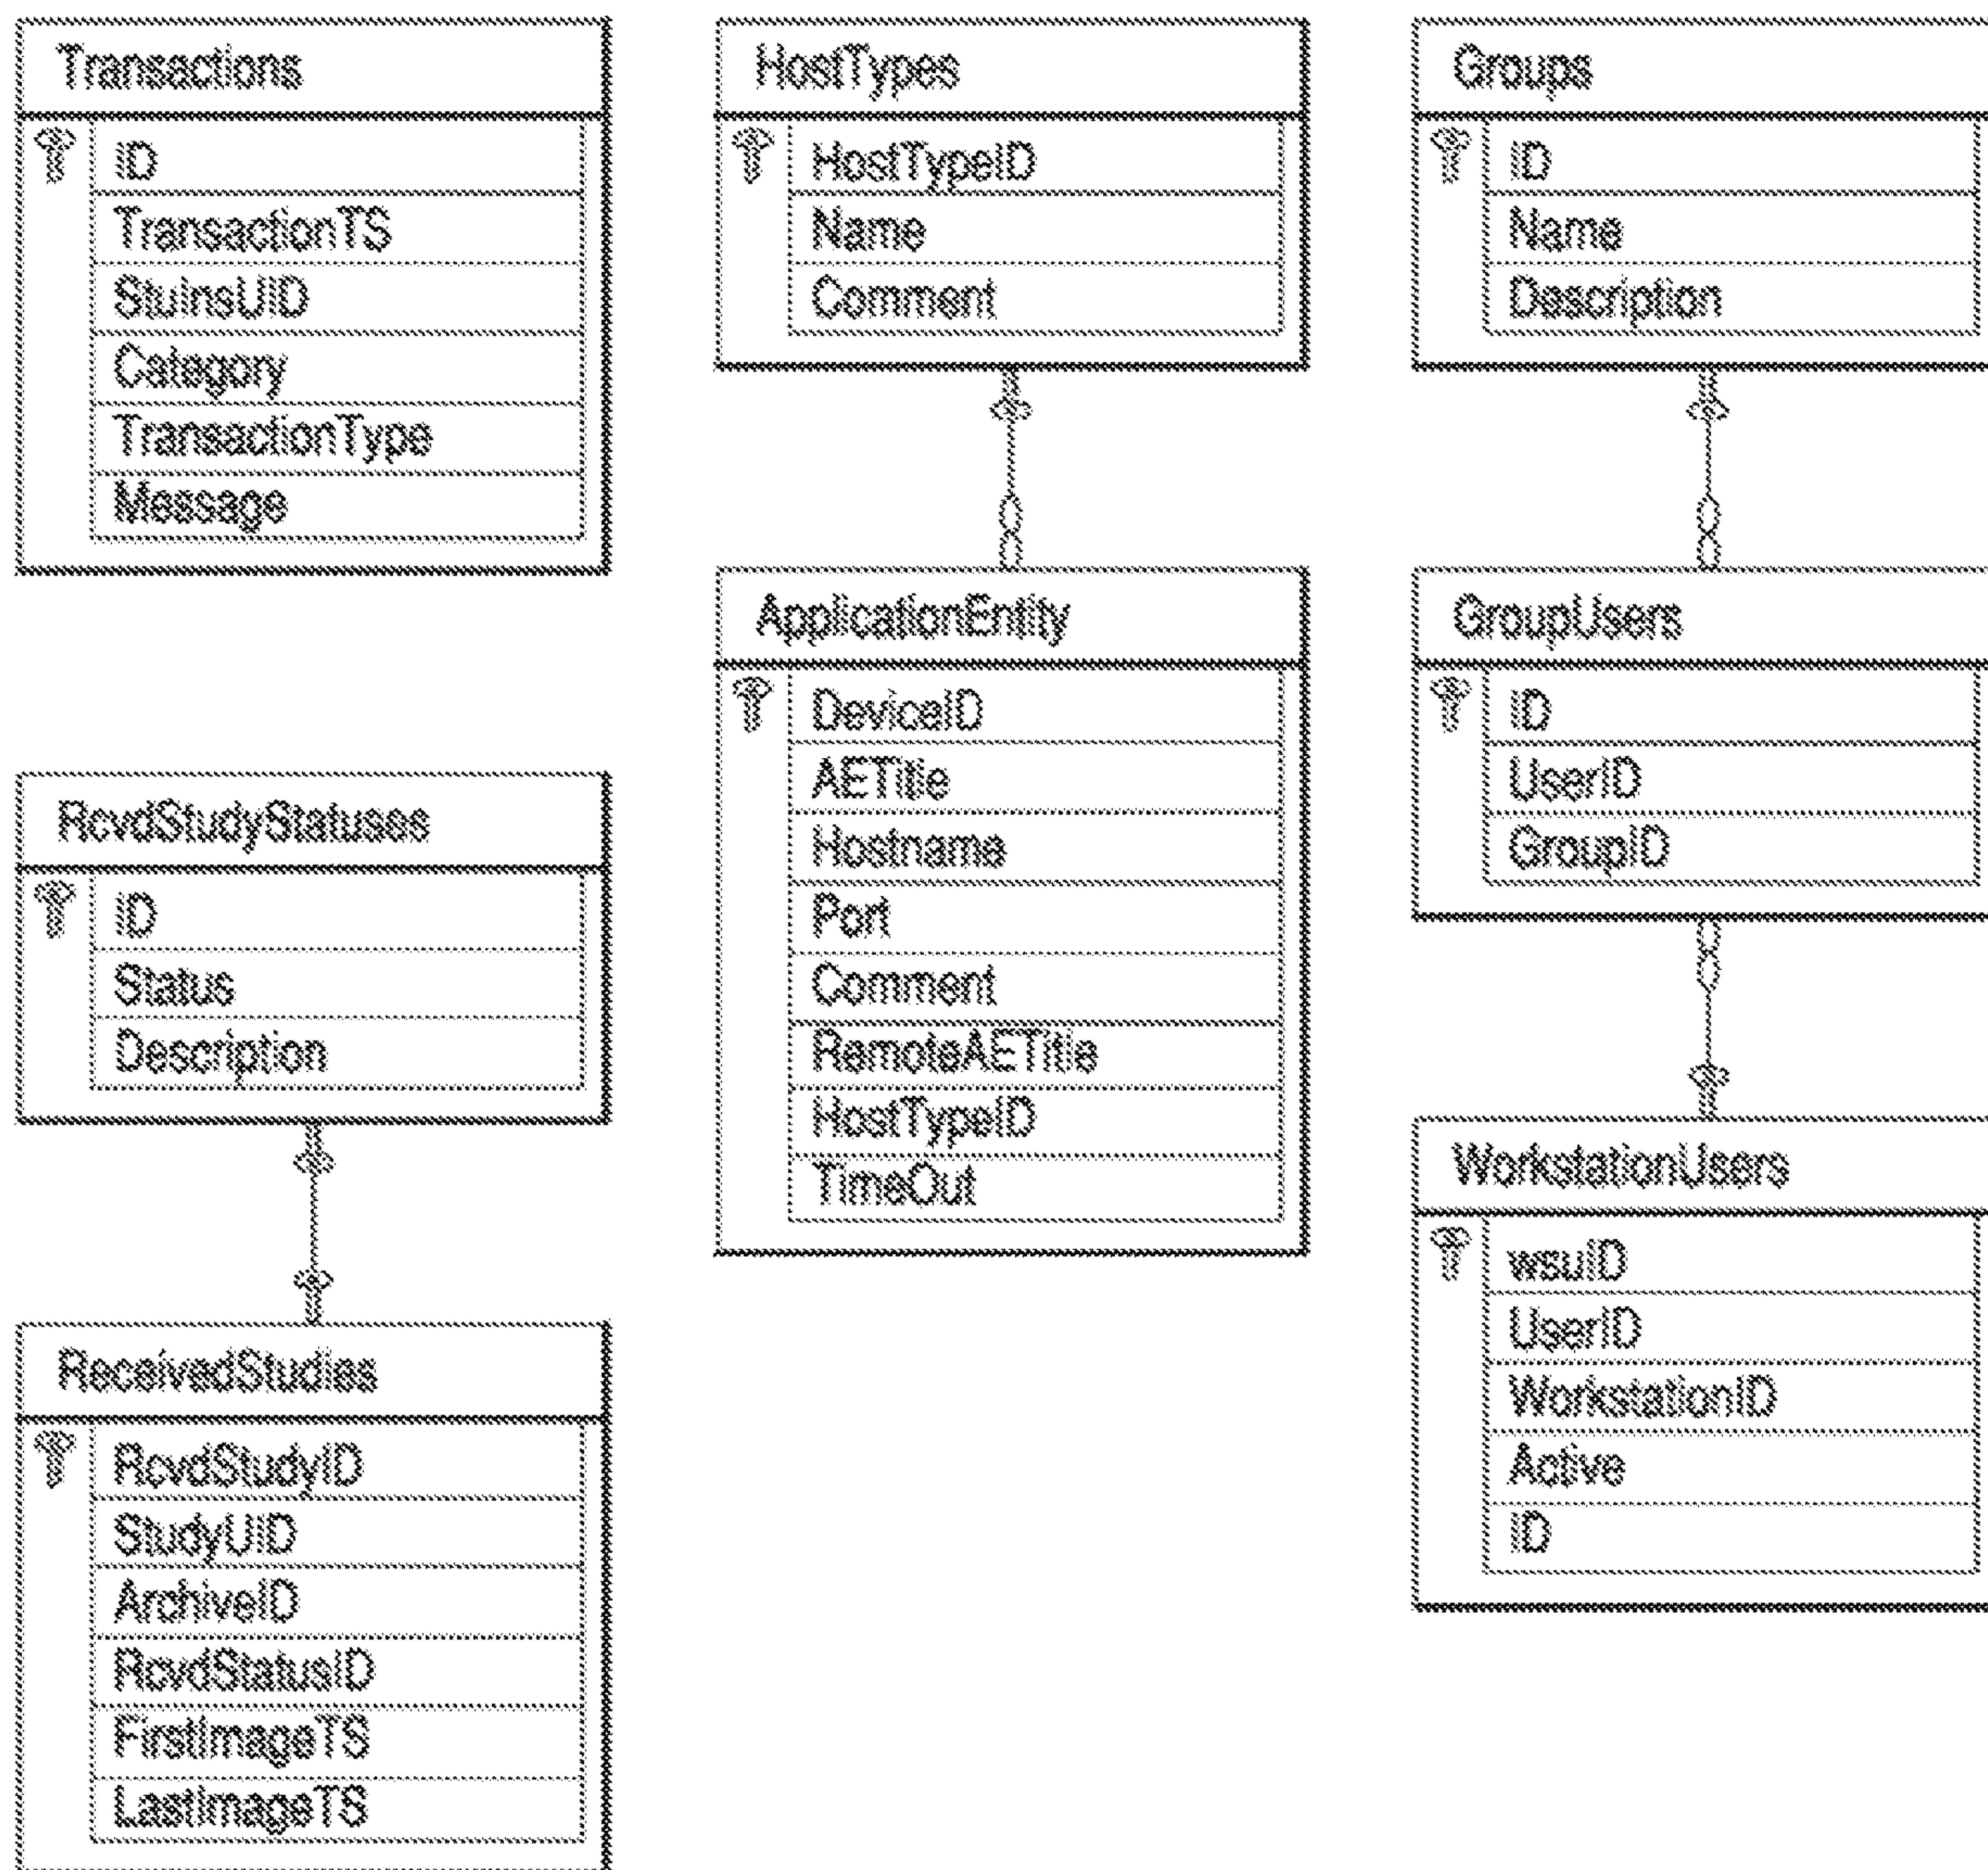 Transactions
ID
TransactionTS
StuInsUID
Category
TransactionType
Message
RcvdStudyStatuses
ID
Status
Description
ReceivedStudies
RcvdStudyID
StudyUID
ArchiveID
RcvdStatusID
FirstImageTS
LastImageTS
HostTypes
HostTypeID
Name
Comment
ApplicationEntity
DeviceID
AETitle
Hostname
Port
Comment
RemoteAETitle
HostTypeID
TimeOut
Groups
ID
Name
Description
GroupUsers
ID
UserID
GroupID
WorkstationUsers
wsuID
UserID
WorkstationID
Active
ID